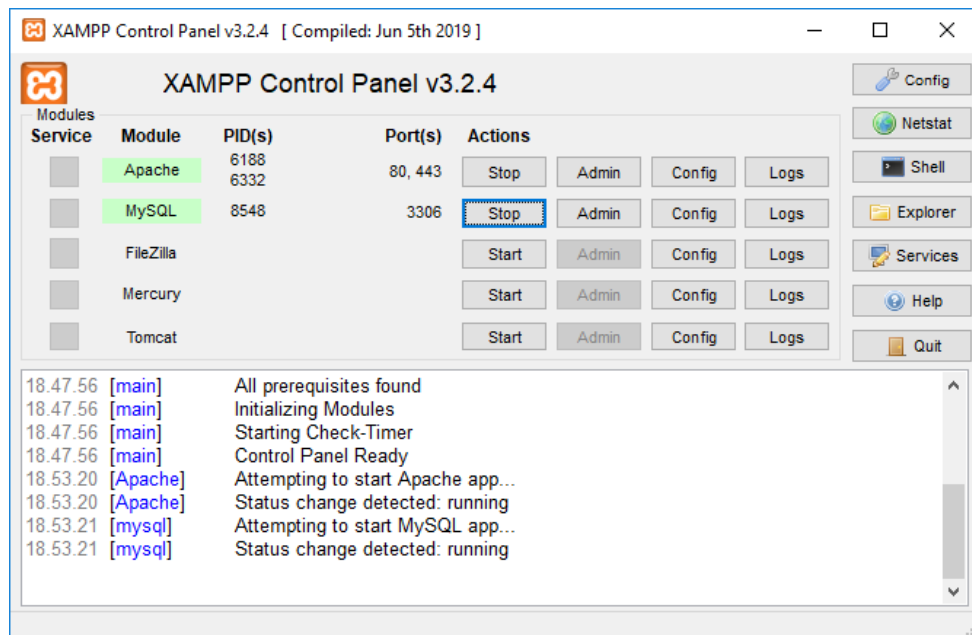 XAMPP Control Panel v3.2.4 [ Compiled: Jun 5th 2019 ]
XAMPP Control Panel v3.2.4
Config
Modules
Service Module PID(s) Port(s) Actions
Netstat
Apache 6188 6332 80, 443 Stop Admin Config Logs
Shell
MySQL 8548 3306 Stop Admin Config Logs
Explorer
FileZilla Start Admin Config Logs
Services
Mercury Start Admin Config Logs
Help
Tomcat Start Admin Config Logs
Quit
18.47.56 [main] All prerequisites found
18.47.56 [main] Initializing Modules
18.47.56 [main] Starting Check-Timer
18.47.56 [main] Control Panel Ready
18.53.20 [Apache] Attempting to start Apache app...
18.53.20 [Apache] Status change detected: running
18.53.21 [mysql] Attempting to start MySQL app...
18.53.21 [mysql] Status change detected: running